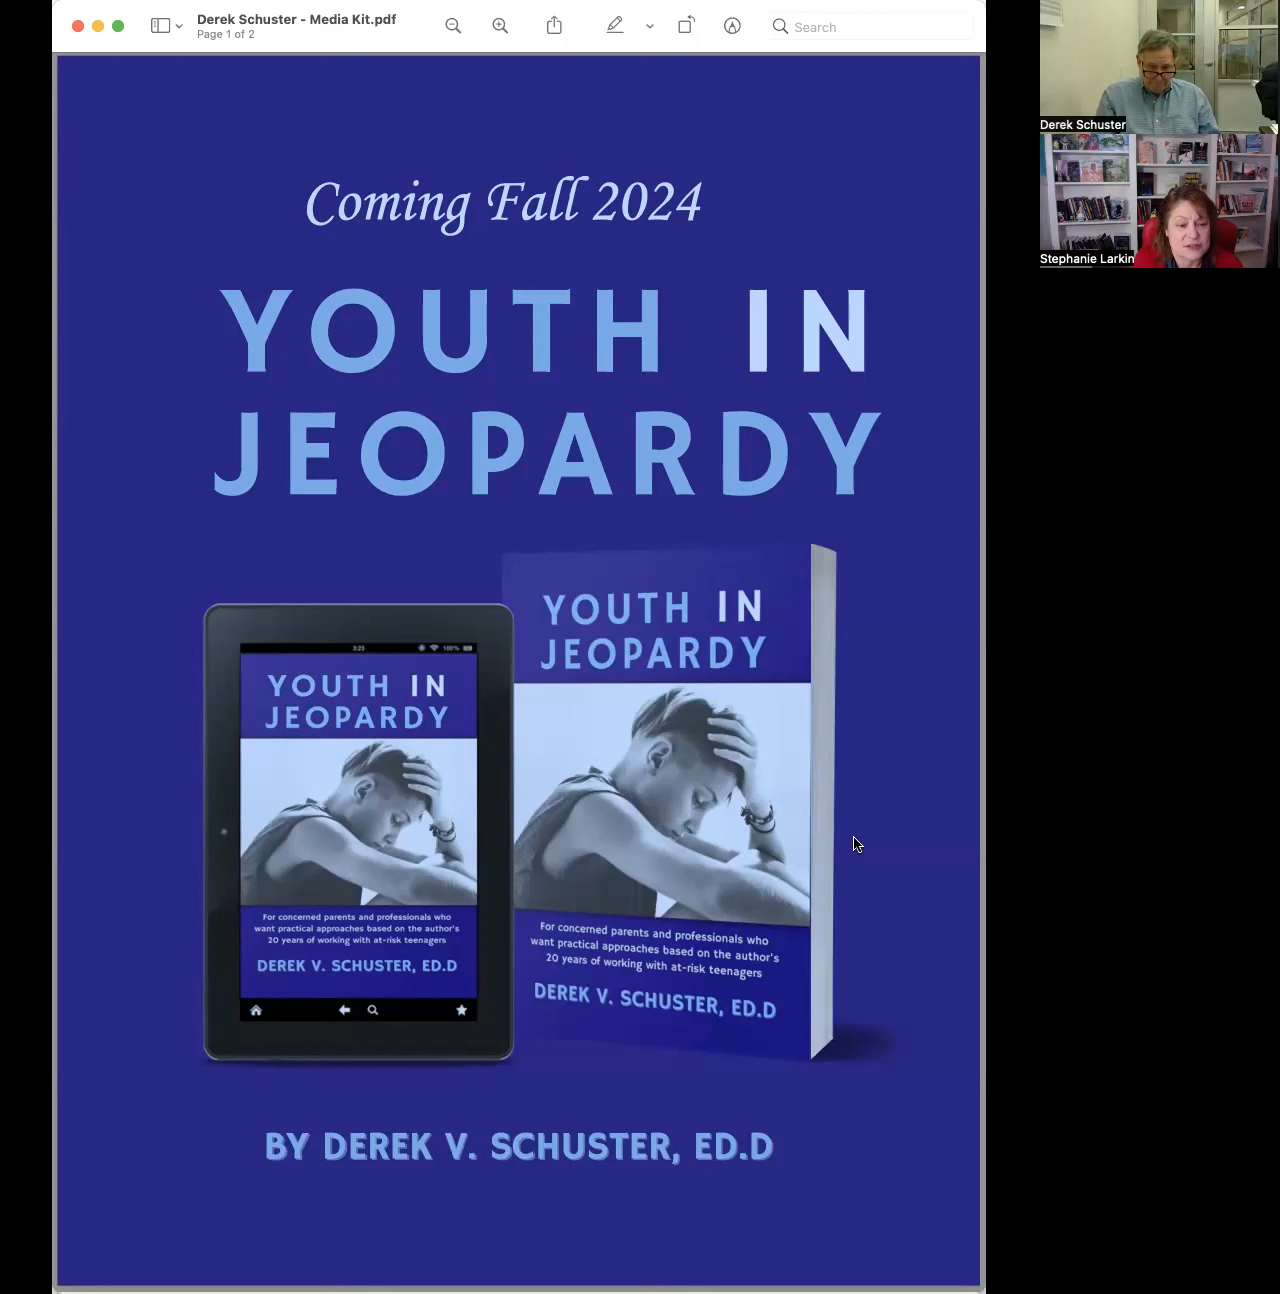 Derek Schuster - Media Kit.pdf
Page 1 of 2
Search
Derek Schuster
Stephanie Larkin
Coming Fall 2024
YOUTH IN
JEOPARDY
YOUTH IN
JEOPARDY
For concerned parents and professionals who
want practical approaches based on the author's
20 years of working with at-risk teenagers
DEREK V. SCHUSTER, ED.D
3:23
100%
YOUTH IN
JEOPARDY
For concerned parents and professionals who
want practical approaches based on the author's
20 years of working with at-risk teenagers
DEREK V. SCHUSTER, ED.D
BY DEREK V. SCHUSTER, ED.D